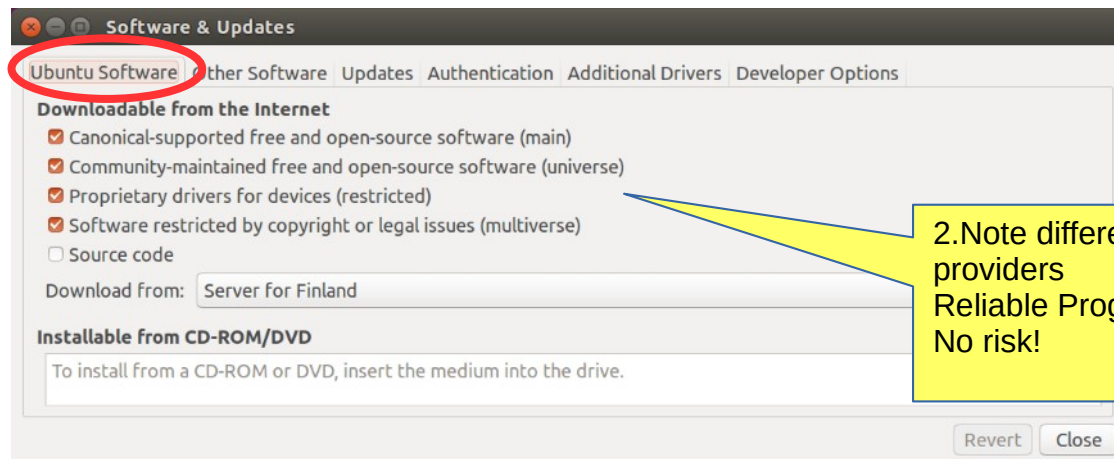 Software & Updates
Ubuntu Software Other Software Updates Authentication Additional Drivers Developer Options
Downloadable from the Internet
Canonical-supported free and open-source software (main)
Community-maintained free and open-source software (universe)
Proprietary drivers for devices (restricted)
Software restricted by copyright or legal issues (multiverse)
Source code
Download from: Server for Finland
2.Note
providers
Reliable
No risk!
Installable from CD-ROM/DVD
To install from a CD-ROM or DVD, insert the medium into the drive.
Revert Close